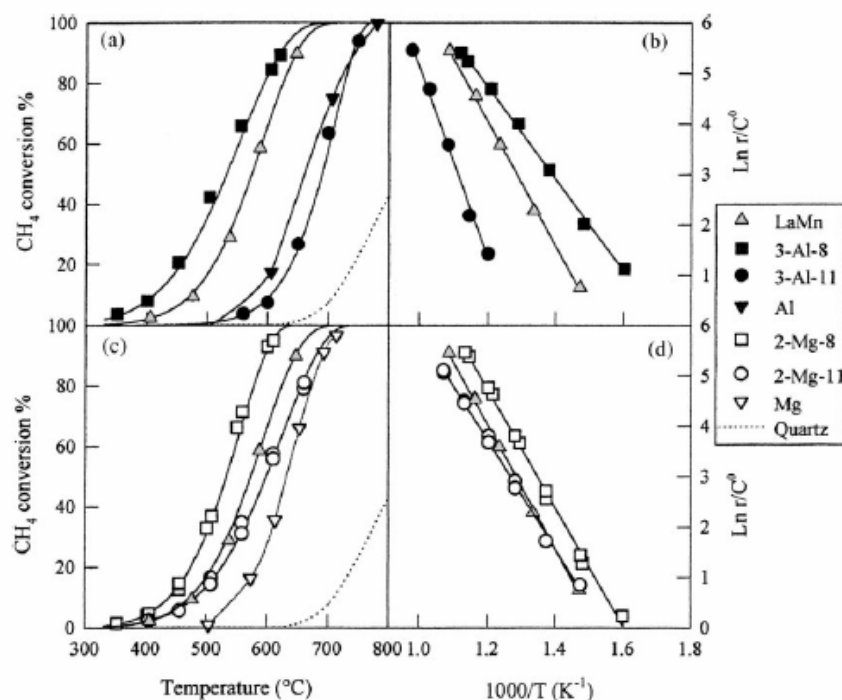 100
(a)
(b)
6
80
5
60
4
40
3
20
2
1
CH₄ conversion %
Ln r/C⁰
100
(c)
(d)
6
80
5
60
4
40
3
20
2
1
0
0
CH₄ conversion %
Ln r/C⁰
300 400 500 600 700 800 1.0 1.2 1.4 1.6 1.8
Temperature (°C)
1000/T (K⁻¹)
LaMn
3-Al-8
3-Al-11
Al
2-Mg-8
2-Mg-11
Mg
Quartz